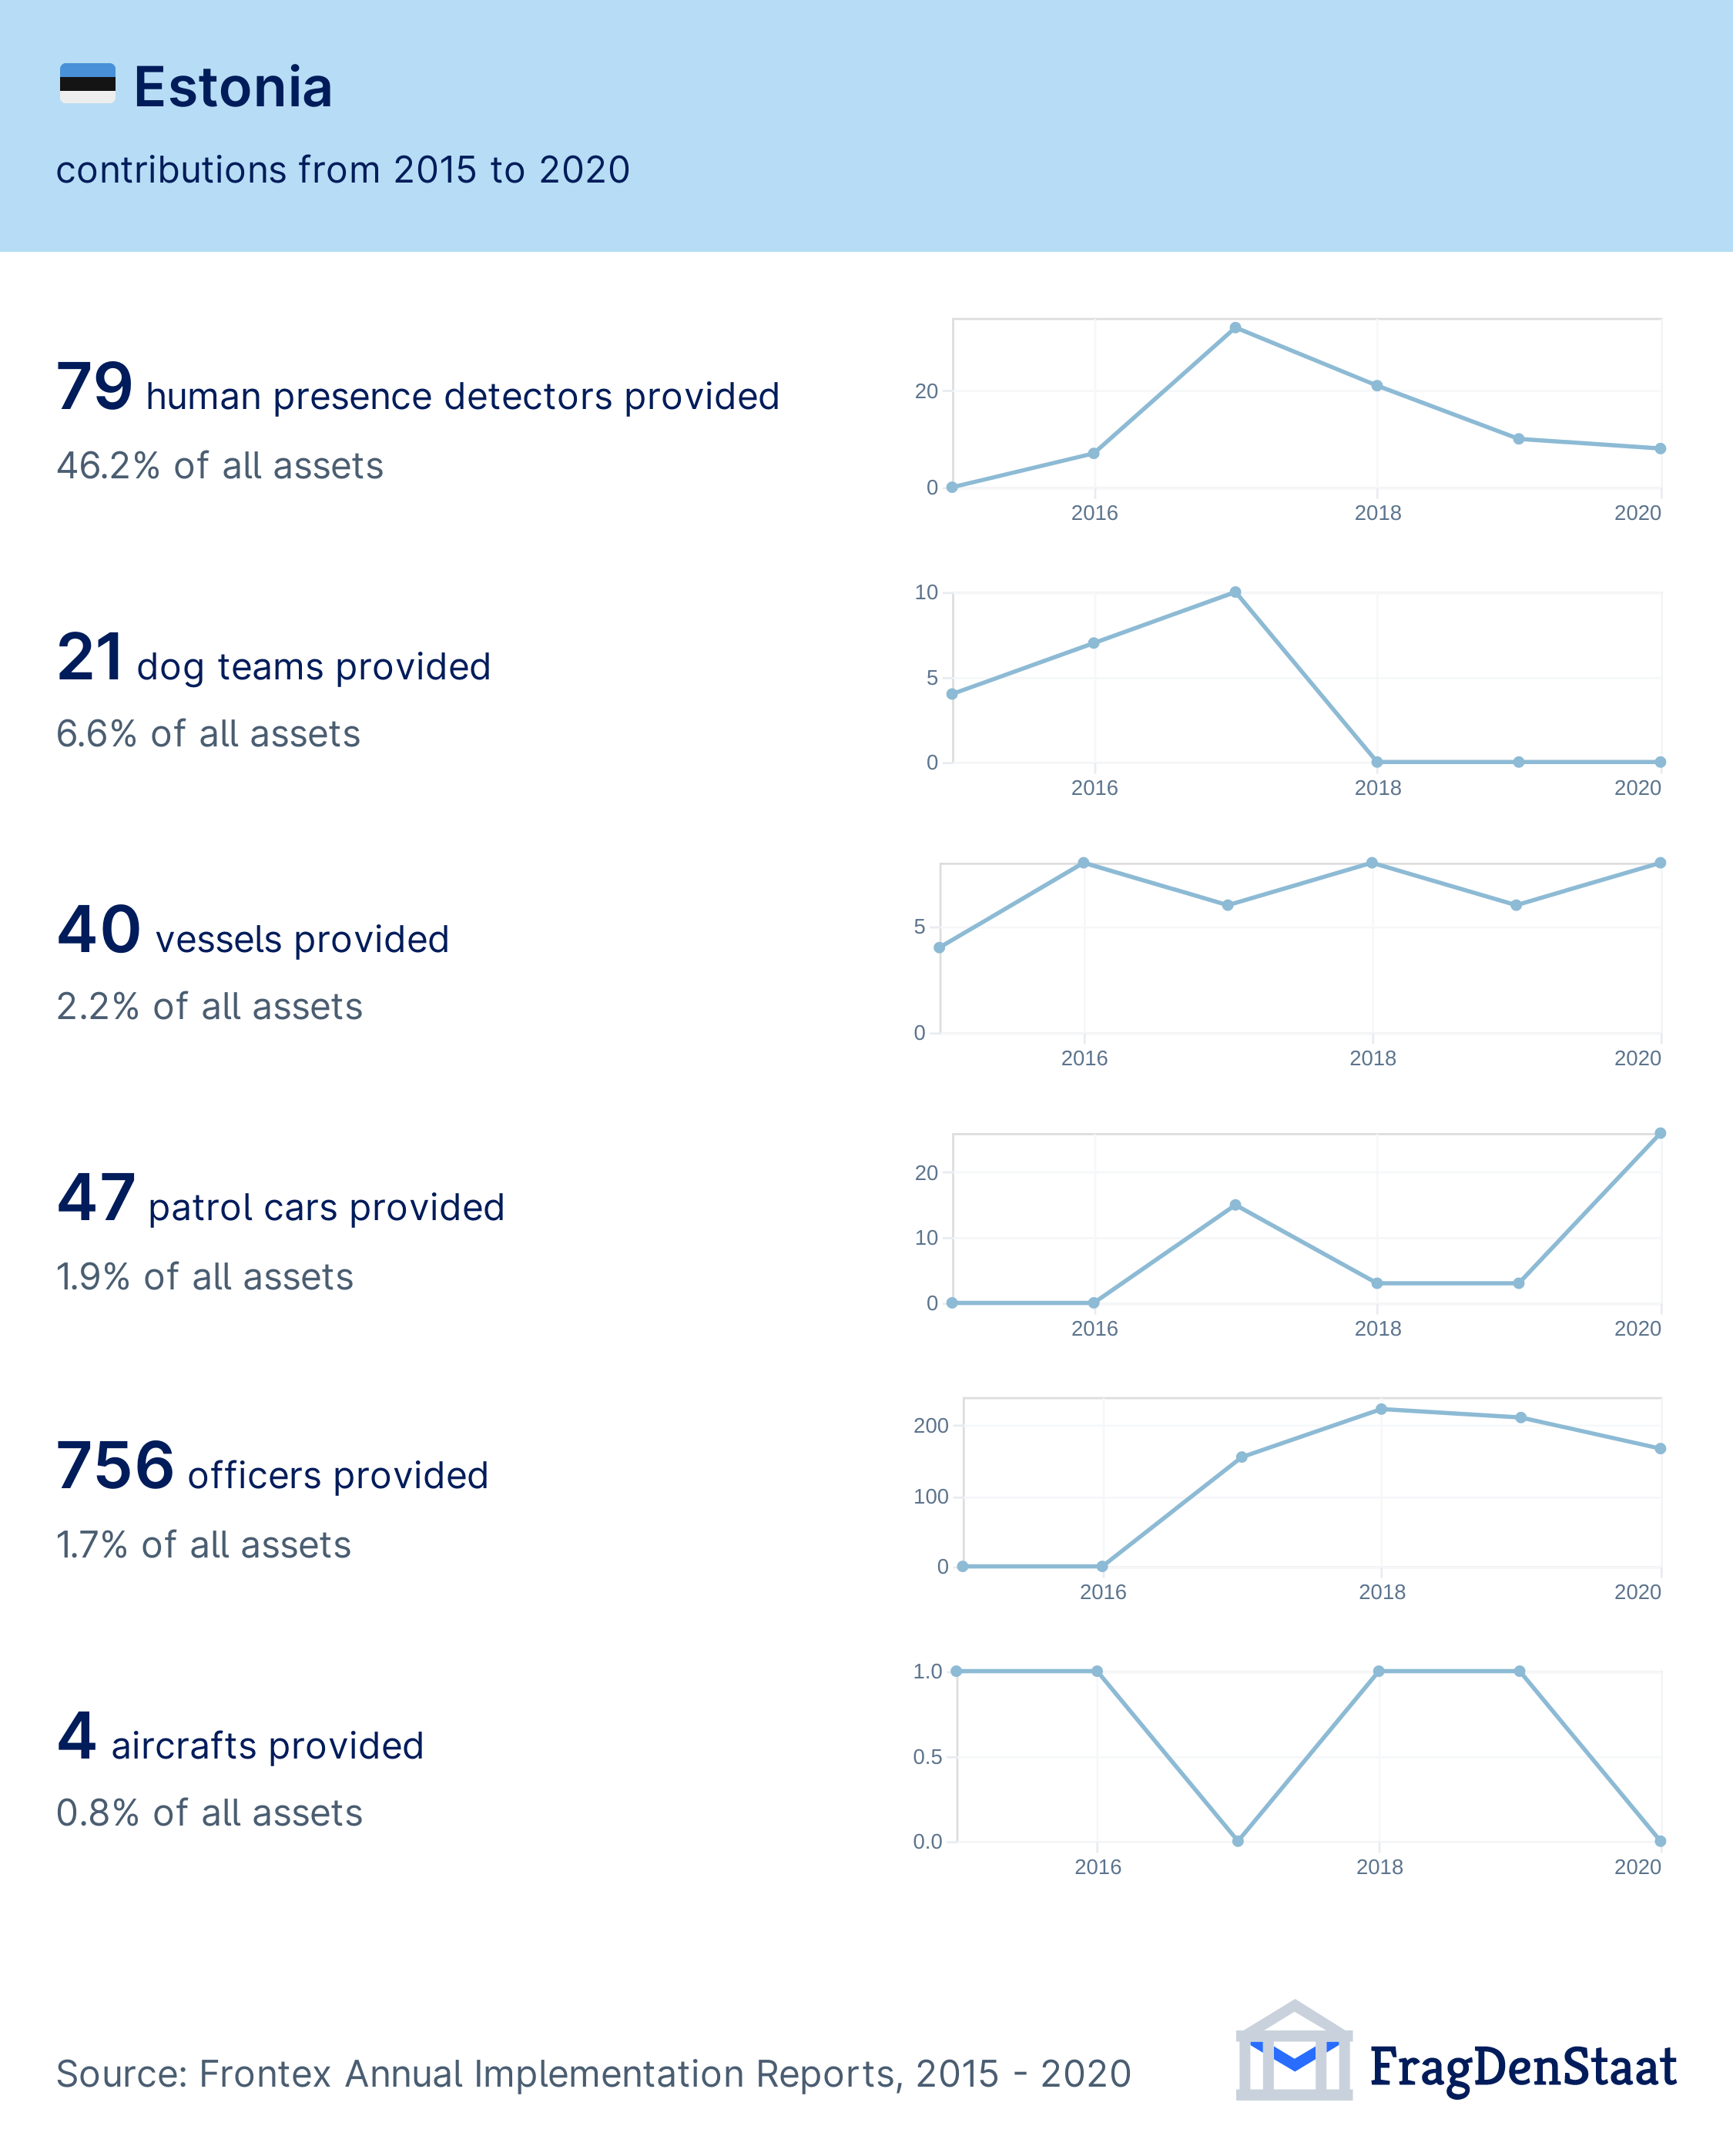 Estonia
contributions from 2015 to 2020
79 human presence detectors provided
46.2% of all assets
20
0
2016 2018 2020
21 dog teams provided
6.6% of all assets
10
5
0
2016 2018 2020
40 vessels provided
2.2% of all assets
5
0
2016 2018 2020
47 patrol cars provided
1.9% of all assets
20
10
0
2016 2018 2020
756 officers provided
1.7% of all assets
200
100
0
2016 2018 2020
4 aircrafts provided
0.8% of all assets
1.0
0.5
0.0
2016 2018 2020
Source: Frontex Annual Implementation Reports, 2015 - 2020
FragDenStaat